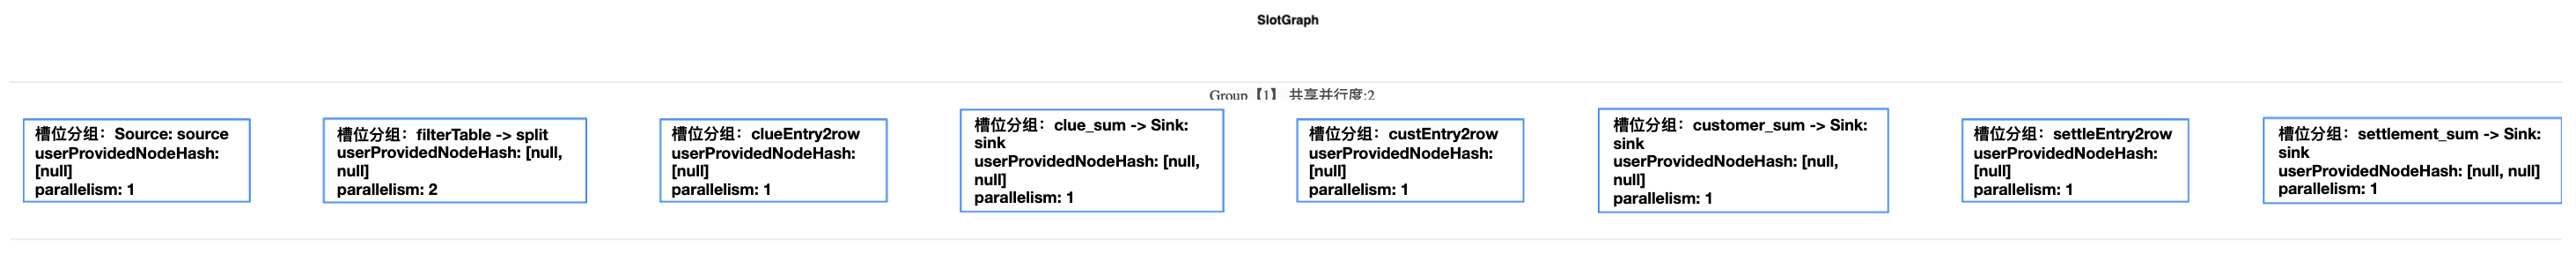 SlotGraph
Group【1】 共享并行度:2
槽位分组：Source: source
userProvidedNodeHash:
[null]
parallelism: 1
槽位分组：filterTable -> split
userProvidedNodeHash: [null,
null]
parallelism: 2
槽位分组：clueEntry2row
userProvidedNodeHash:
[null]
parallelism: 1
槽位分组：clue_sum -> Sink:
sink
userProvidedNodeHash: [null,
null]
parallelism: 1
槽位分组：custEntry2row
userProvidedNodeHash:
[null]
parallelism: 1
槽位分组：customer_sum -> Sink:
sink
userProvidedNodeHash: [null,
null]
parallelism: 1
槽位分组：settleEntry2row
userProvidedNodeHash:
[null]
parallelism: 1
槽位分组：settlement_sum -> Sink:
sink
userProvidedNodeHash: [null, null]
parallelism: 1